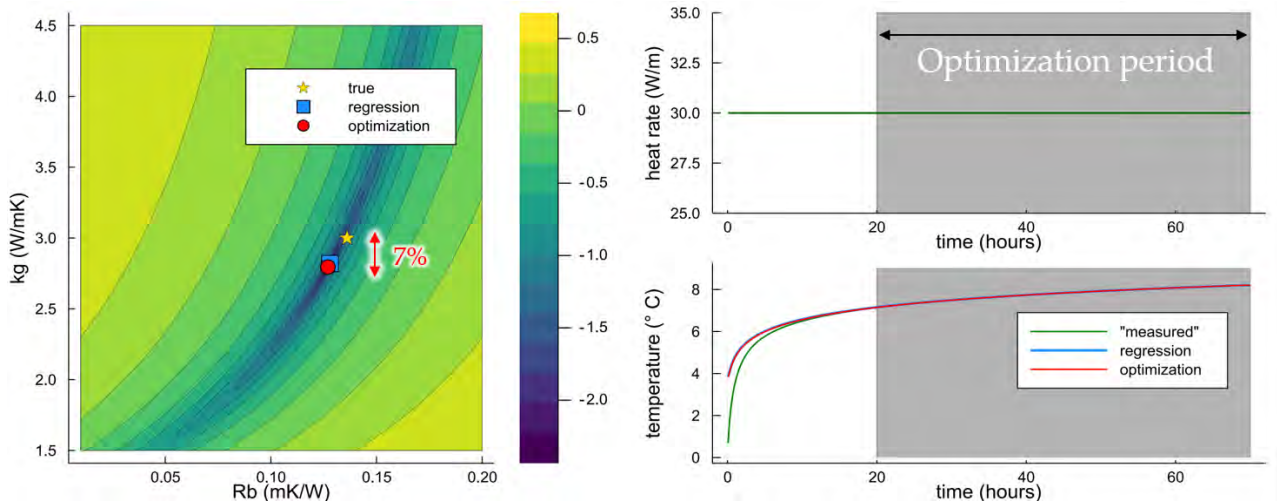 4.5
4.0
3.5
3.0
2.5
2.0
1.5
kg (W/mK)
0.05
0.10
0.15
0.20
Rb (mK/W)
true
regression
optimization
7%
0.5
0
-0.5
-1.0
-1.5
-2.0
35.0
32.5
30.0
27.5
25.0
heat rate (W/m)
Optimization period
0
20
40
60
time (hours)
8
6
4
2
0
temperature (° C)
"measured"
regression
optimization
0
20
40
60
time (hours)